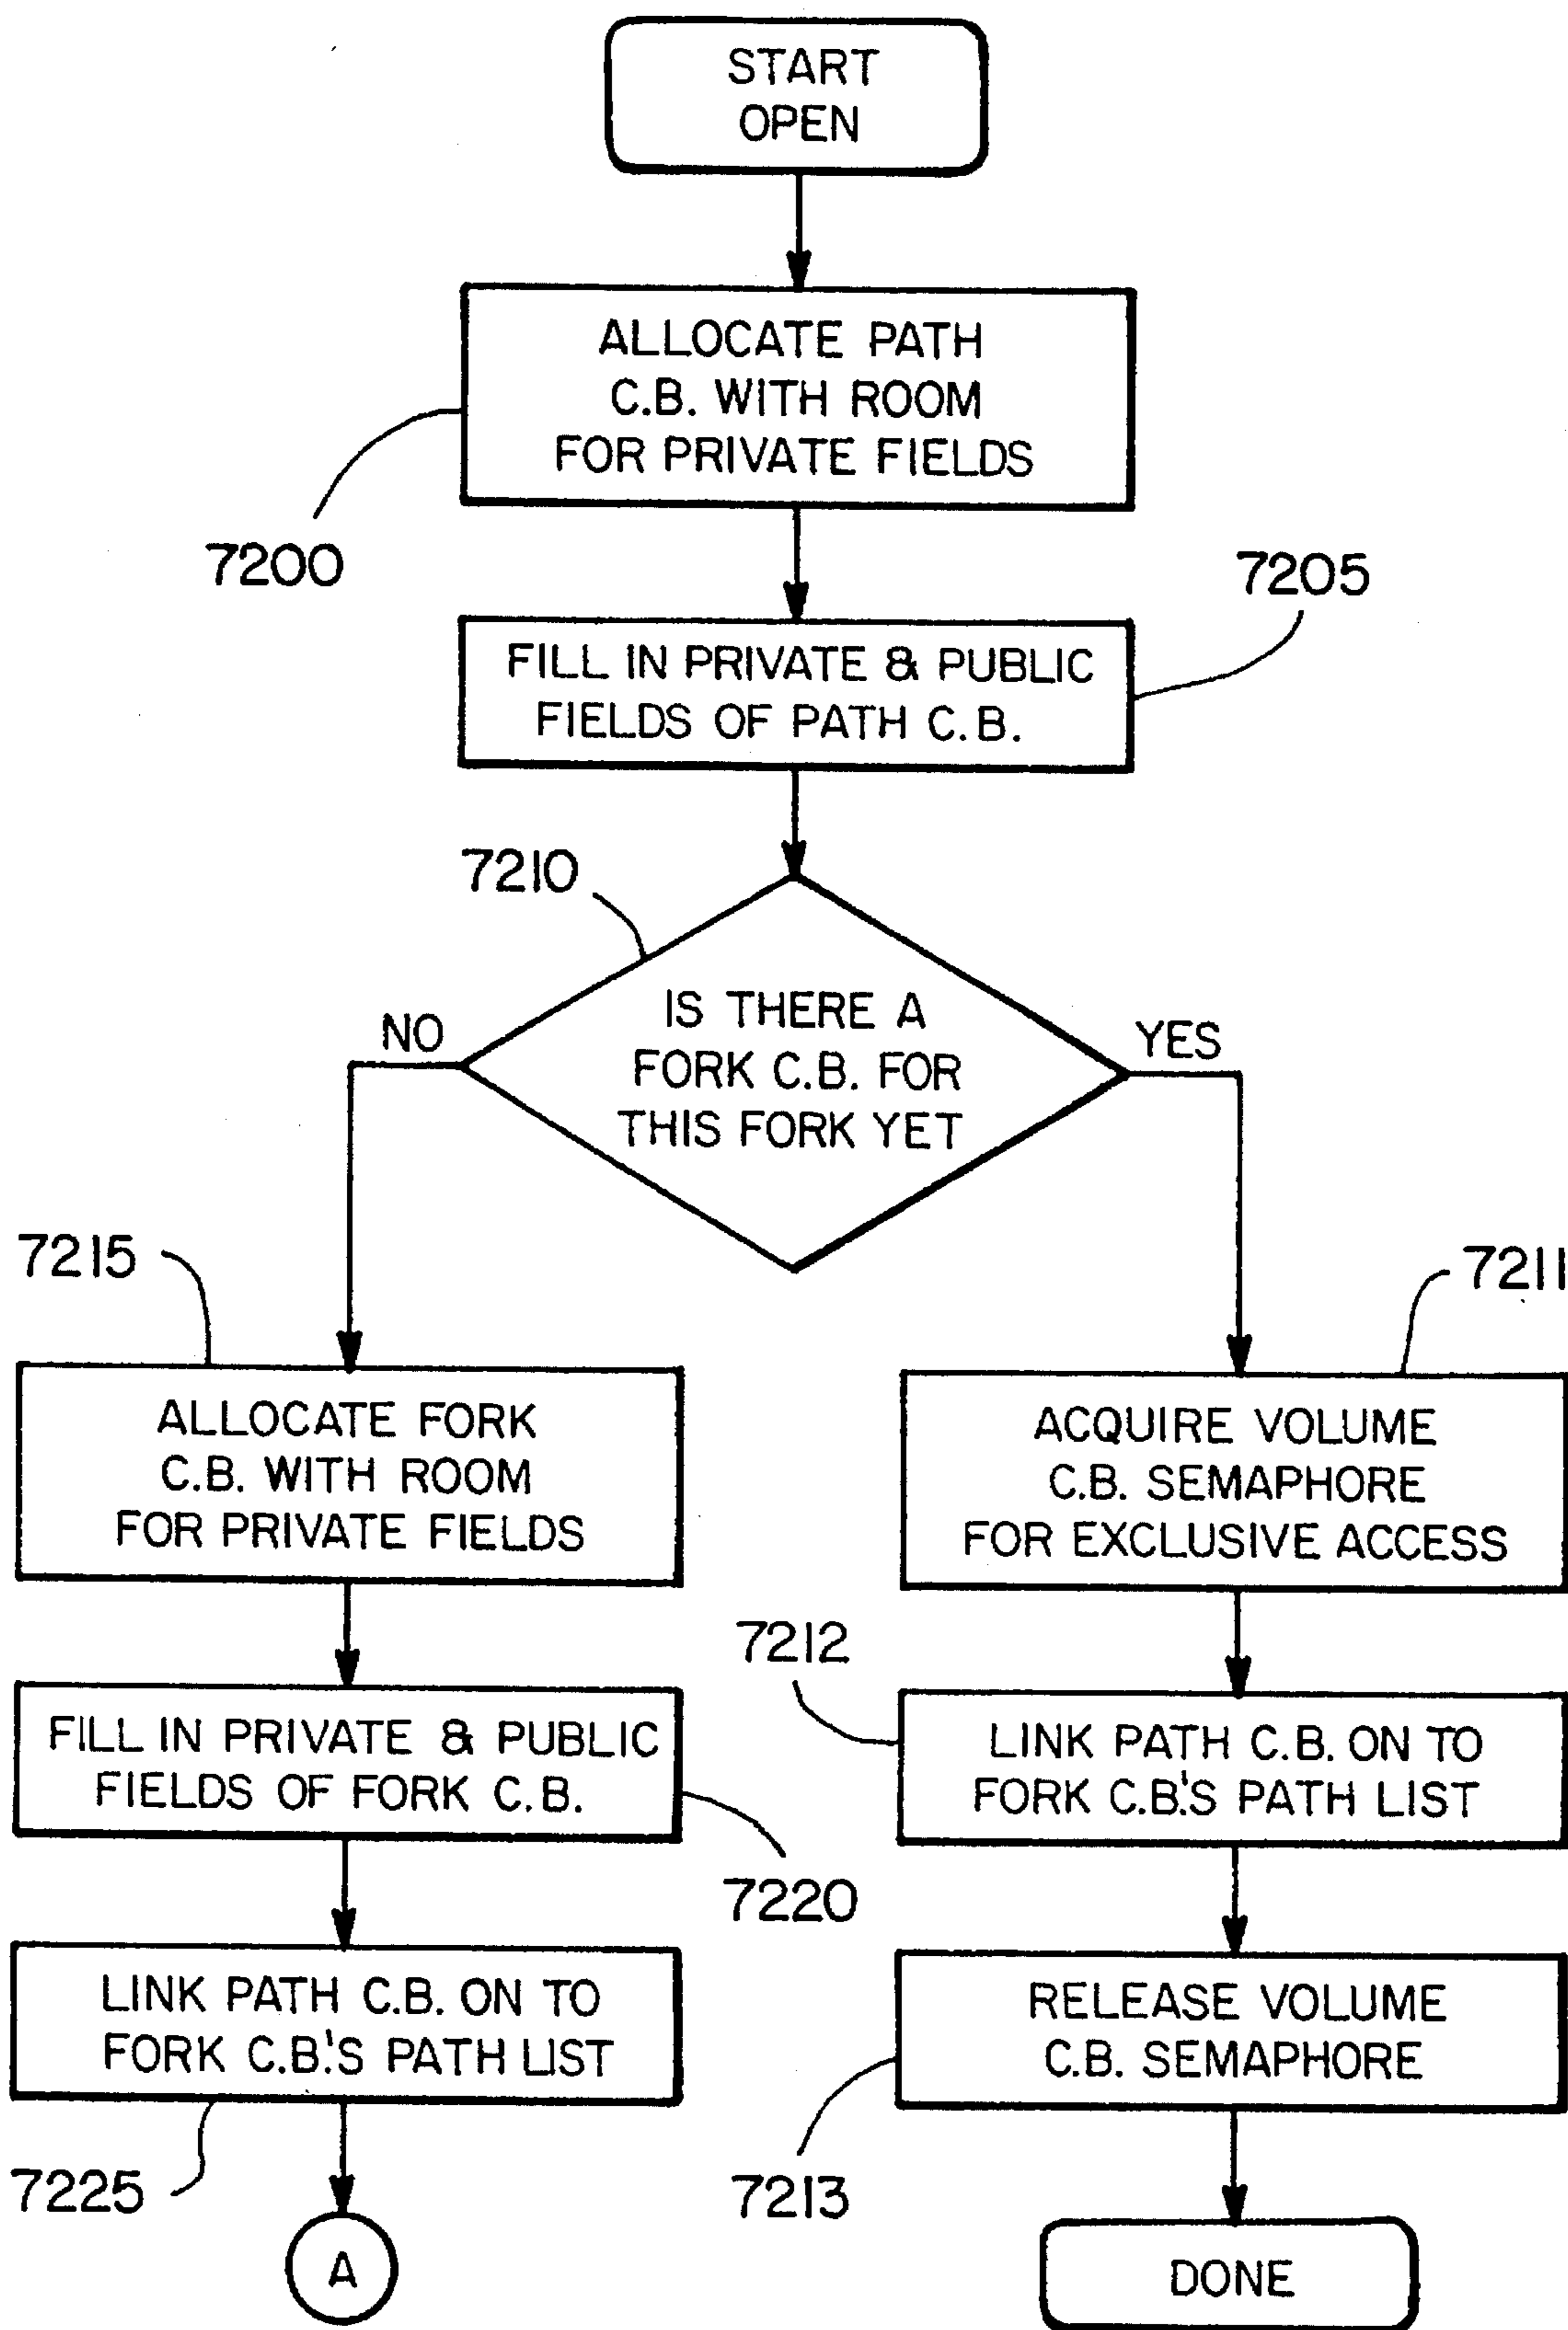 START
OPEN
ALLOCATE PATH
C.B. WITH ROOM
FOR PRIVATE FIELDS
7200
7205
FILL IN PRIVATE & PUBLIC
FIELDS OF PATH C.B.
7210
IS THERE A
FORK C.B. FOR
THIS FORK YET
NO
YES
7215
ALLOCATE FORK
C.B. WITH ROOM
FOR PRIVATE FIELDS
FILL IN PRIVATE & PUBLIC
FIELDS OF FORK C.B.
7220
LINK PATH C.B. ON TO
FORK C.B.'S PATH LIST
7225
A
7211
ACQUIRE VOLUME
C.B. SEMAPHORE
FOR EXCLUSIVE ACCESS
7212
LINK PATH C.B. ON TO
FORK C.B.'S PATH LIST
RELEASE VOLUME
C.B. SEMAPHORE
7213
DONE